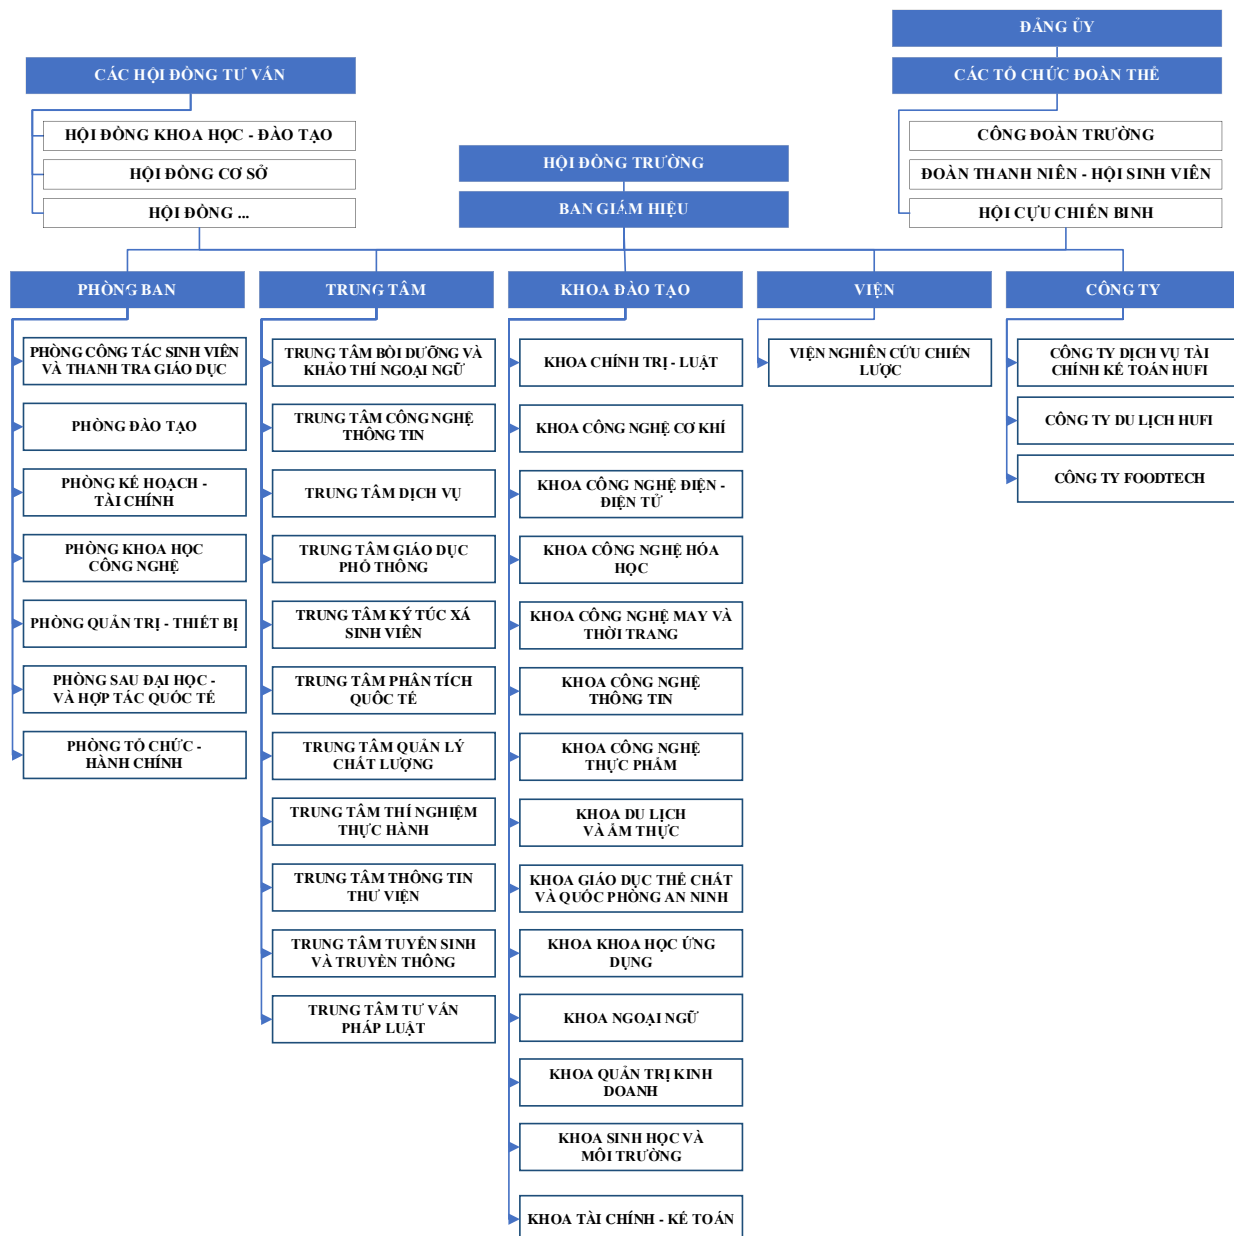 ĐẢNG ỦY
CÁC HỘI ĐỒNG TƯ VẤN
CÁC TỔ CHỨC ĐOÀN THỂ
HỘI ĐỒNG KHOA HỌC - ĐÀO TẠO
HỘI ĐỒNG CƠ SỞ
HỘI ĐỒNG ...
HỘI ĐỒNG TRƯỜNG
BAN GIÁM HIỆU
CÔNG ĐOÀN TRƯỜNG
ĐOÀN THANH NIÊN - HỘI SINH VIÊN
HỘI CỰU CHIẾN BINH
PHÒNG BAN
PHÒNG CÔNG TÁC SINH VIÊN
VÀ THANH TRA GIÁO DỤC
PHÒNG ĐÀO TẠO
PHÒNG KẾ HOẠCH -
TÀI CHÍNH
PHÒNG KHOA HỌC
CÔNG NGHỆ
PHÒNG QUẢN TRỊ - THIẾT BỊ
PHÒNG SAU ĐẠI HỌC -
VÀ HỢP TÁC QUỐC TẾ
PHÒNG TỔ CHỨC -
HÀNH CHÍNH
TRUNG TÂM
TRUNG TÂM BỒI DƯỠNG VÀ
KHẢO THÍ NGOẠI NGỮ
TRUNG TÂM CÔNG NGHỆ
THÔNG TIN
TRUNG TÂM DỊCH VỤ
TRUNG TÂM GIÁO DỤC
PHỔ THÔNG
TRUNG TÂM KÝ TÚC XÁ
SINH VIÊN
TRUNG TÂM PHÂN TÍCH
QUỐC TẾ
TRUNG TÂM QUẢN LÝ
CHẤT LƯỢNG
TRUNG TÂM THÍ NGHIỆM
THỰC HÀNH
TRUNG TÂM THÔNG TIN
THƯ VIỆN
TRUNG TÂM TUYỂN SINH
VÀ TRUYỀN THÔNG
TRUNG TÂM TƯ VẤN
PHÁP LUẬT
KHOA ĐÀO TẠO
KHOA CHÍNH TRỊ - LUẬT
KHOA CÔNG NGHỆ CƠ KHÍ
KHOA CÔNG NGHỆ ĐIỆN -
ĐIỆN TỬ
KHOA CÔNG NGHỆ HÓA
HỌC
KHOA CÔNG NGHỆ MAY VÀ
THỜI TRANG
KHOA CÔNG NGHỆ
THÔNG TIN
KHOA CÔNG NGHỆ
THỰC PHẨM
KHOA DU LỊCH
VÀ ẨM THỰC
KHOA GIÁO DỤC THỂ CHẤT
VÀ QUỐC PHÒNG AN NINH
KHOA KHOA HỌC ỨNG
DỤNG
KHOA NGOẠI NGỮ
KHOA QUẢN TRỊ KINH
DOANH
KHOA SINH HỌC VÀ
MÔI TRƯỜNG
KHOA TÀI CHÍNH - KẾ TOÁN
VIỆN
VIỆN NGHIÊN CỨU CHIẾN
LƯỢC
CÔNG TY
CÔNG TY DỊCH VỤ TÀI
CHÍNH KẾ TOÁN HUFI
CÔNG TY DU LỊCH HUFI
CÔNG TY FOODTECH